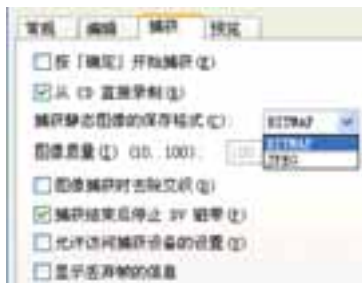 常规 编辑 捕获 预览
按「确定」开始捕获(E)
从 CD 直接录制(R)
捕获静态图像的保存格式(C): BITMAP
BITMAP
图像质量(I) (10..100): 100
JPEG
图像捕获时去除交织
捕获结束后停止 DV 磁带(P)
允许访问捕获设备的设置
显示丢弃帧的信息